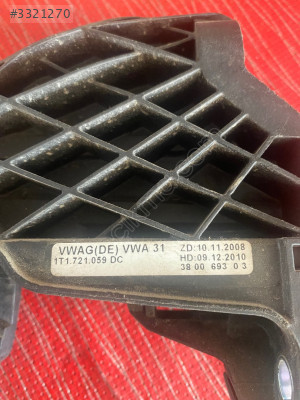 #3321270
VWAG(DE) VWA 31 ZD:10.11.2008
1T1.721.059 DC HD:09.12.2010
38 00 693 0 3